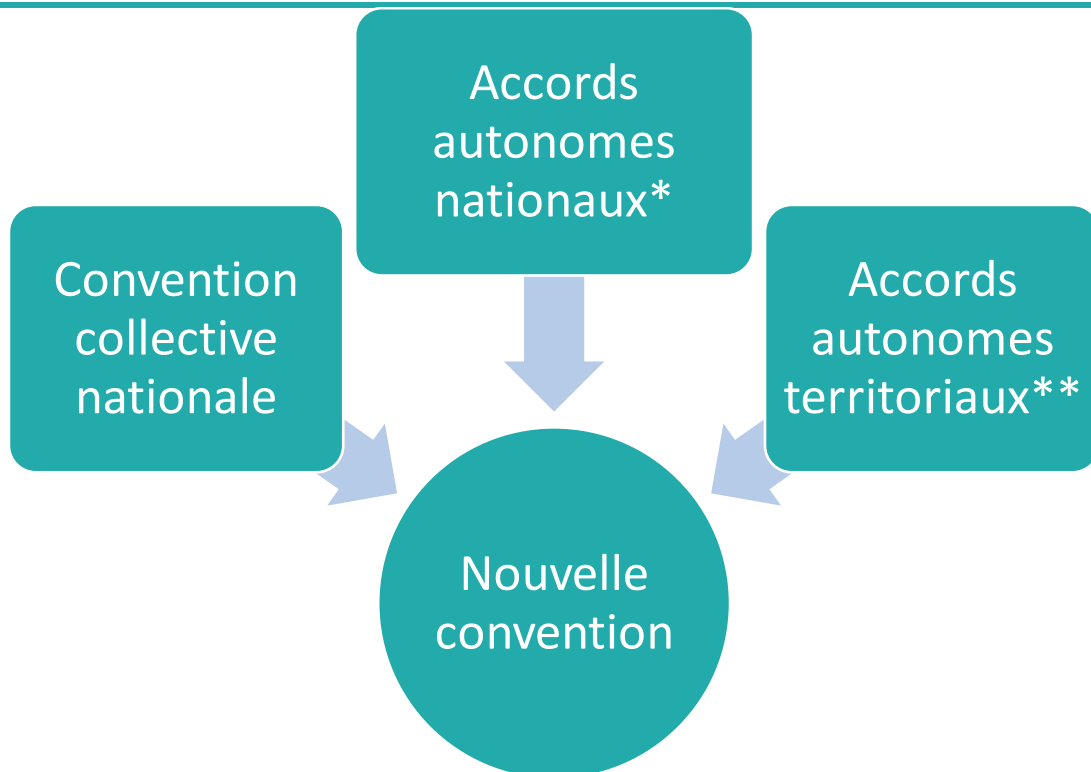 Accords
autonomes
nationaux*
Convention
collective
nationale
Accords
autonomes
territoriaux**
Nouvelle
convention